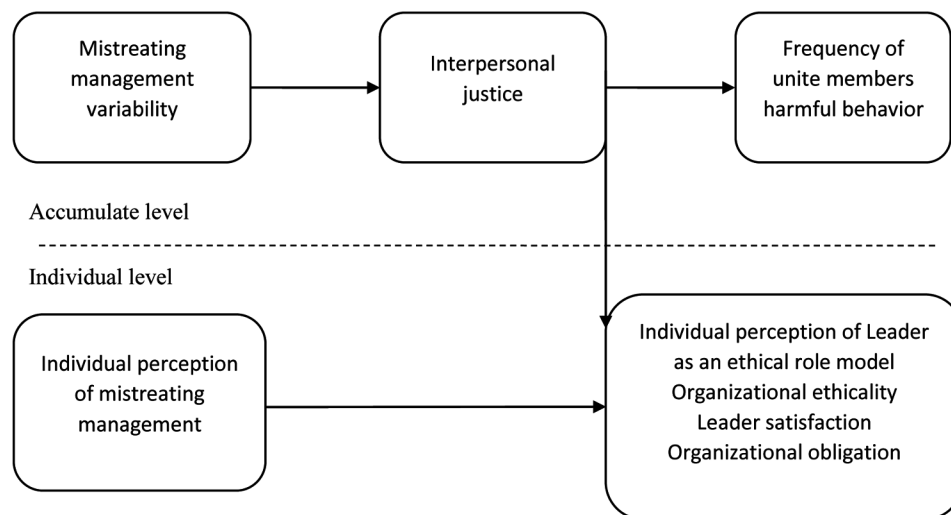 Mistreating
management
variability
Interpersonal
justice
Frequency of
unite members
harmful behavior
Accumulate level
Individual level
Individual perception
of mistreating
management
Individual perception of Leader
as an ethical role model
Organizational ethicality
Leader satisfaction
Organizational obligation